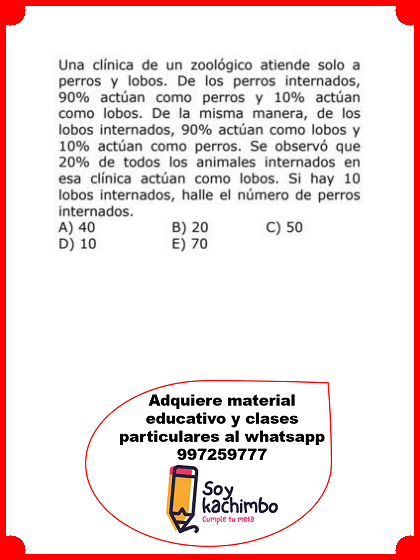 Una clínica de un zoológico atiende solo a
perros y lobos. De los perros internados,
90% actúan como perros y 10% actúan
como lobos. De la misma manera, de los
lobos internados, 90% actúan como lobos y
10% actúan como perros. Se observó que
20% de todos los animales internados en
esa clínica actúan como lobos. Si hay 10
lobos internados, halle el número de perros
internados.
A) 40 B) 20 C) 50
D) 10 E) 70
Adquiere material
educativo y clases
particulares al whatsapp
997259777
Soy
kachimbo
Cumple tu meta